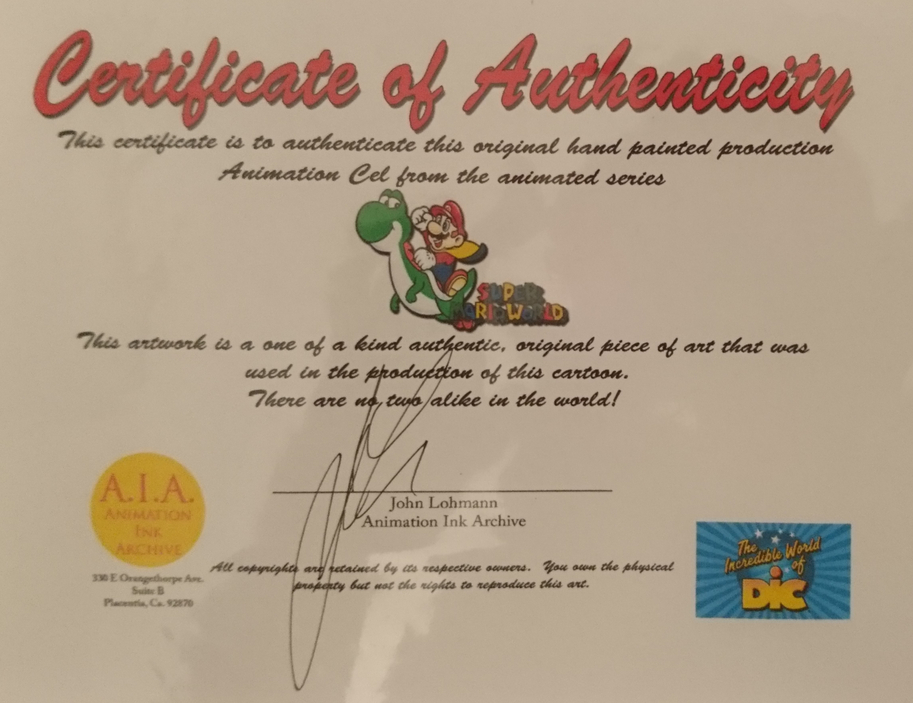 Certificate of Authenticity
This certificate is to authenticate this original hand painted production
Animation Cel from the animated series
SUPER
MARIO WORLD
This artwork is a one of a kind authentic, original piece of art that was
used in the production of this cartoon.
There are no two alike in the world!
John Lohmann
Animation Ink Archive
A.I.A.
ANIMATION
INK
ARCHIVE
330 E Orangethorpe Ave.
Suite B
Placentia, Ca. 92870
All copyrights are retained by its respective owners. You own the physical
property but not the rights to reproduce this art.
The
Incredible World
of
DIC